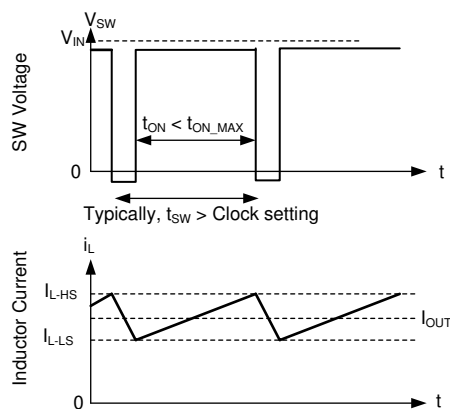 V_SW
V_IN
SW Voltage
t_ON < t_ON_MAX
0
t
Typically, t_SW > Clock setting
i_L
Inductor Current
I_L-HS
I_OUT
I_L-LS
0
t